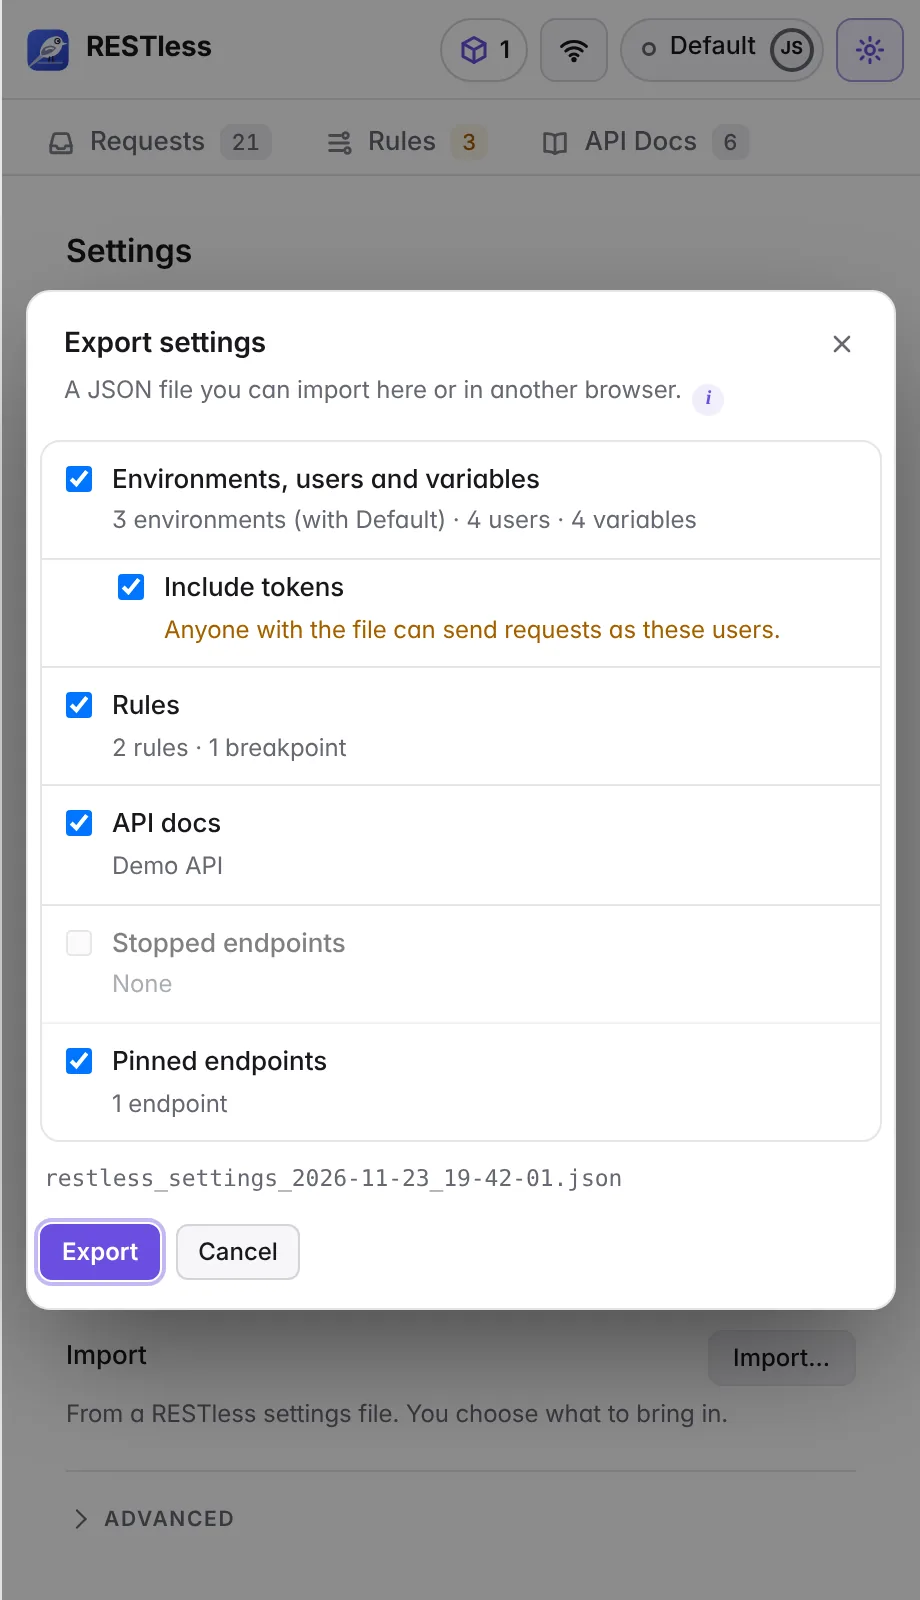 RESTless
1
Default
JS
Requests 21
Rules 3
API Docs 6
Settings
Export settings
A JSON file you can import here or in another browser. i
Environments, users and variables
3 environments (with Default) · 4 users · 4 variables
Include tokens
Anyone with the file can send requests as these users.
Rules
2 rules · 1 breakpoint
API docs
Demo API
Stopped endpoints
None
Pinned endpoints
1 endpoint
restless_settings_2026-11-23_19-42-01.json
Export
Cancel
Import
Import...
From a RESTless settings file. You choose what to bring in.
ADVANCED